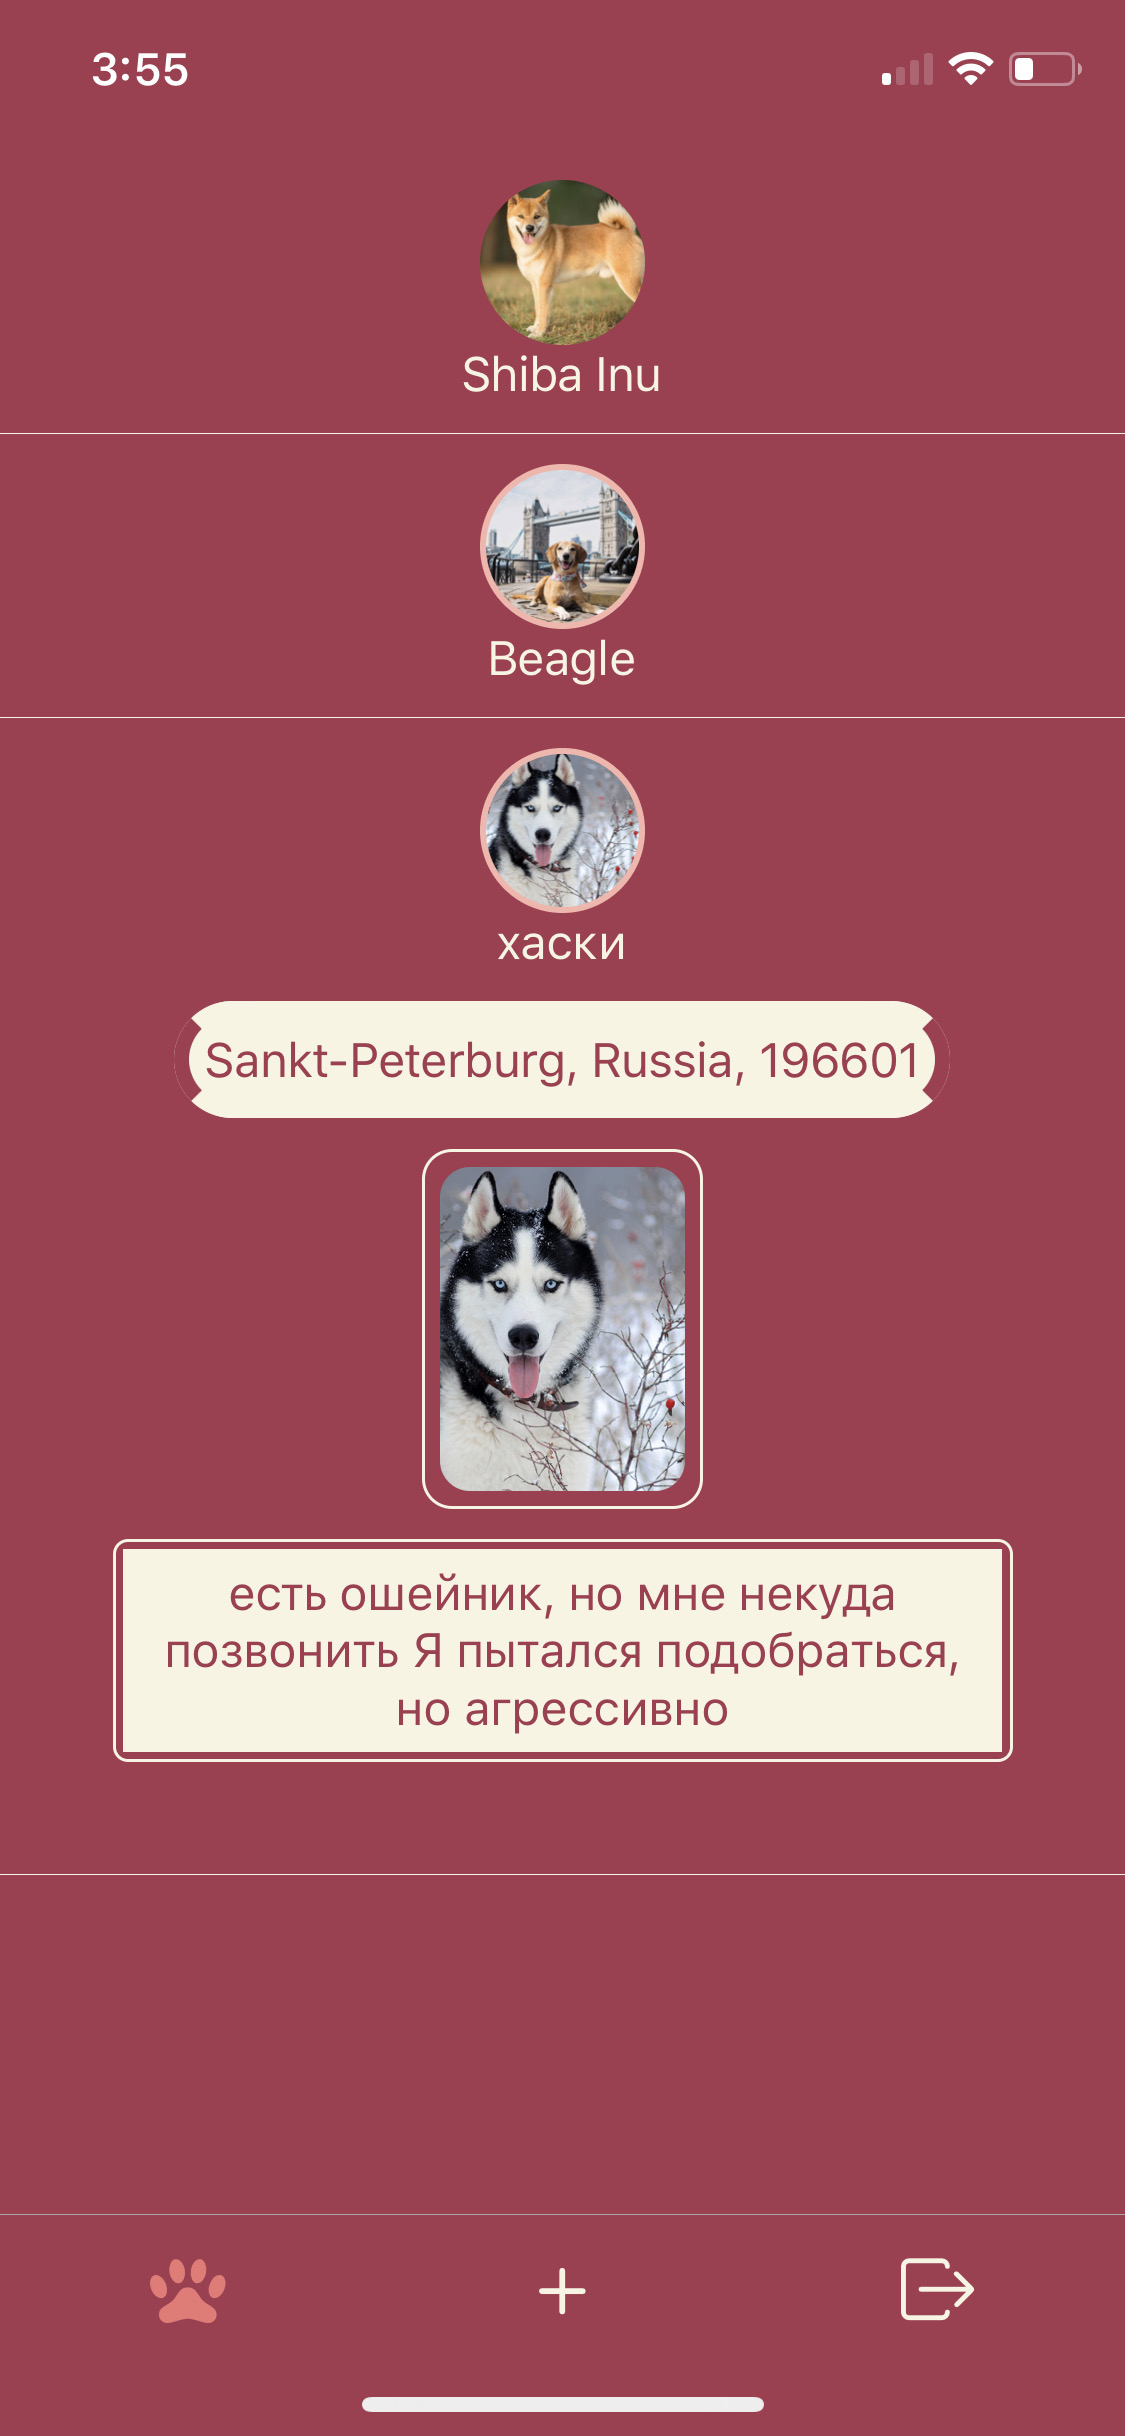 3:55
Shiba Inu
Beagle
хаски
Sankt-Peterburg, Russia, 196601
есть ошейник, но мне некуда
позвонить Я пытался подобраться,
но агрессивно